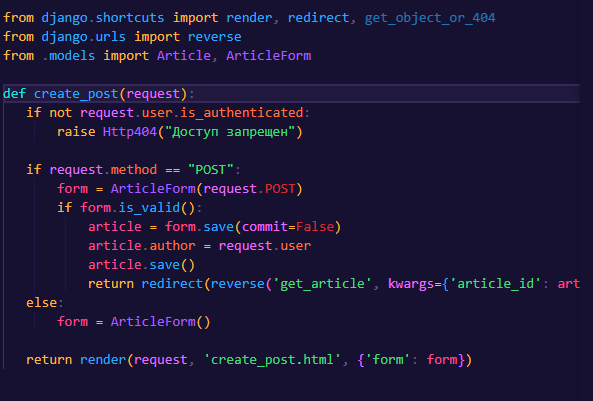 from django.shortcuts import render, redirect, get_object_or_404
from django.urls import reverse
from .models import Article, ArticleForm

def create_post(request):
    if not request.user.is_authenticated:
        raise Http404("Доступ запрещен")

    if request.method == "POST":
        form = ArticleForm(request.POST)
        if form.is_valid():
            article = form.save(commit=False)
            article.author = request.user
            article.save()
            return redirect(reverse('get_article', kwargs={'article_id': art
    else:
        form = ArticleForm()

    return render(request, 'create_post.html', {'form': form})